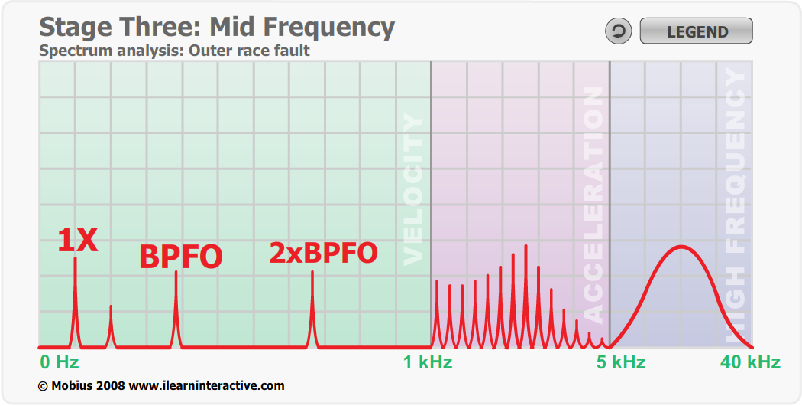 Stage Three: Mid Frequency
LEGEND
Spectrum analysis: Outer race fault
VELOCITY
ACCELERATION
HIGH FREQUENCY
1X
BPFO
2xBPFO
0 Hz
1 kHz
5 kHz
40 kHz
© Mobius 2008 www.ilearninteractive.com